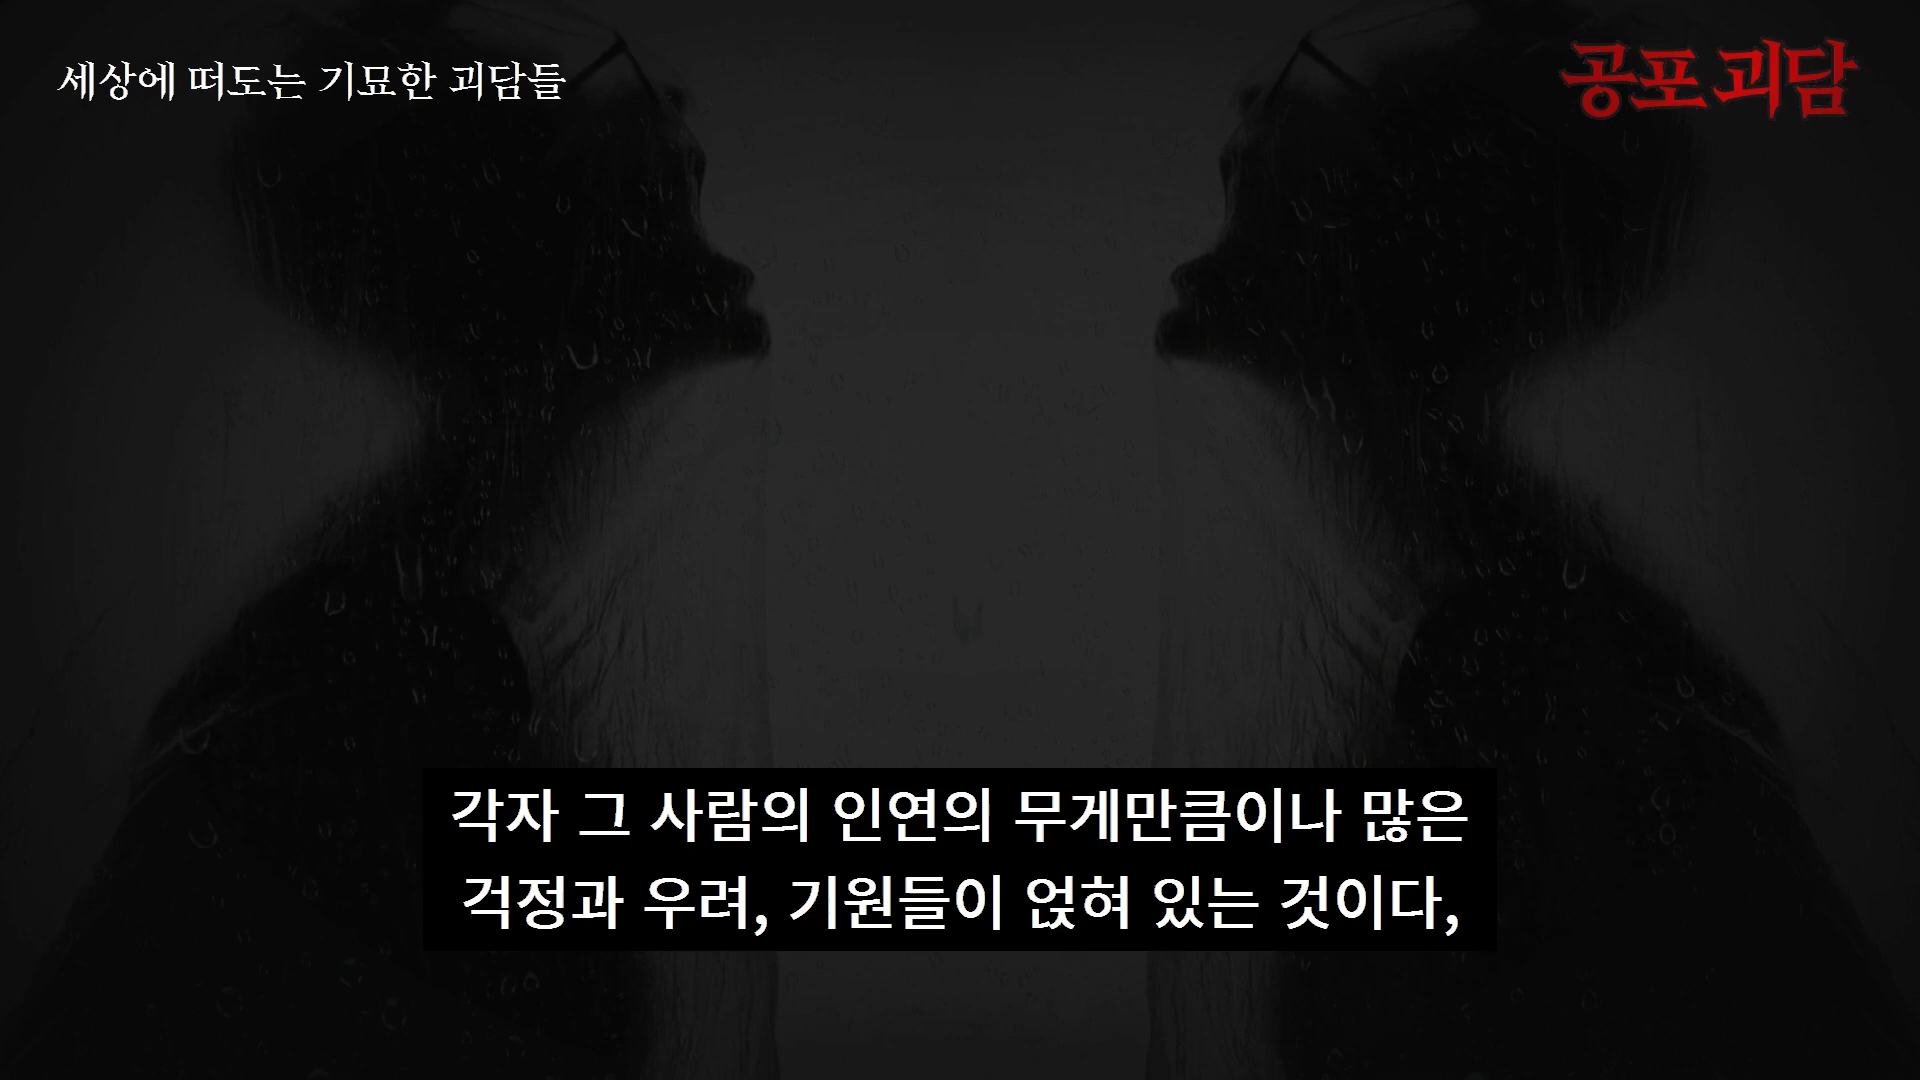 세상에 떠도는 기묘한 괴담들
공포괴담
각자 그 사람의 인연의 무게만큼이나 많은
걱정과 우려, 기원들이 얹혀 있는 것이다,